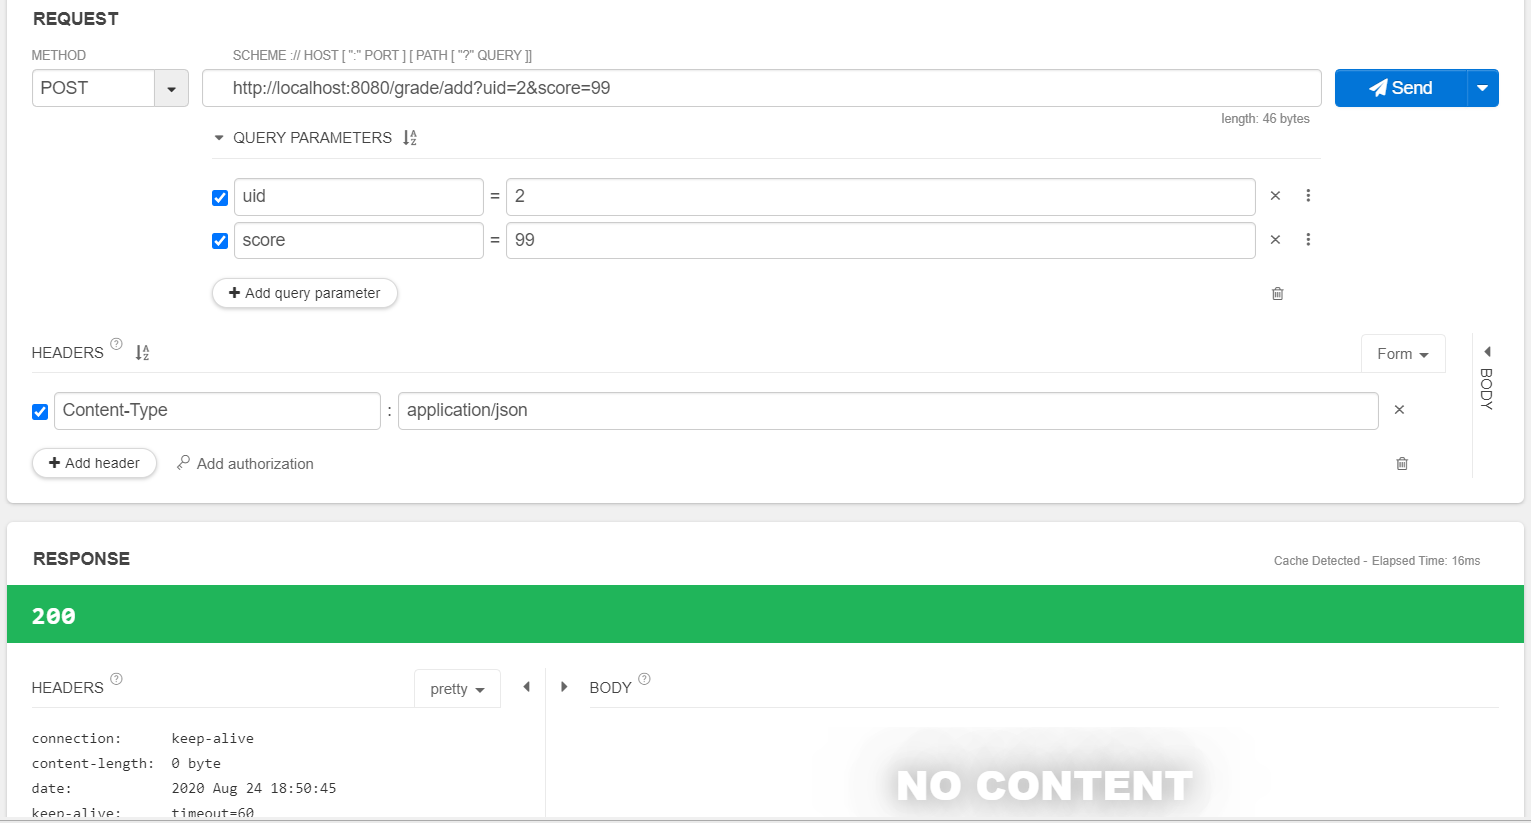 REQUEST
METHOD
SCHEME :// HOST [ ":" PORT ] [ PATH [ "?" QUERY ]]
POST
http://localhost:8080/grade/add?uid=2&score=99
Send
length: 46 bytes
QUERY PARAMETERS
uid = 2
score = 99
Add query parameter
HEADERS
Form
BODY
Content-Type : application/json
Add header
Add authorization
RESPONSE
Cache Detected - Elapsed Time: 16ms
200
HEADERS
pretty
BODY
connection: keep-alive
content-length: 0 byte
date: 2020 Aug 24 18:50:45
keep-alive: timeout=60
NO CONTENT